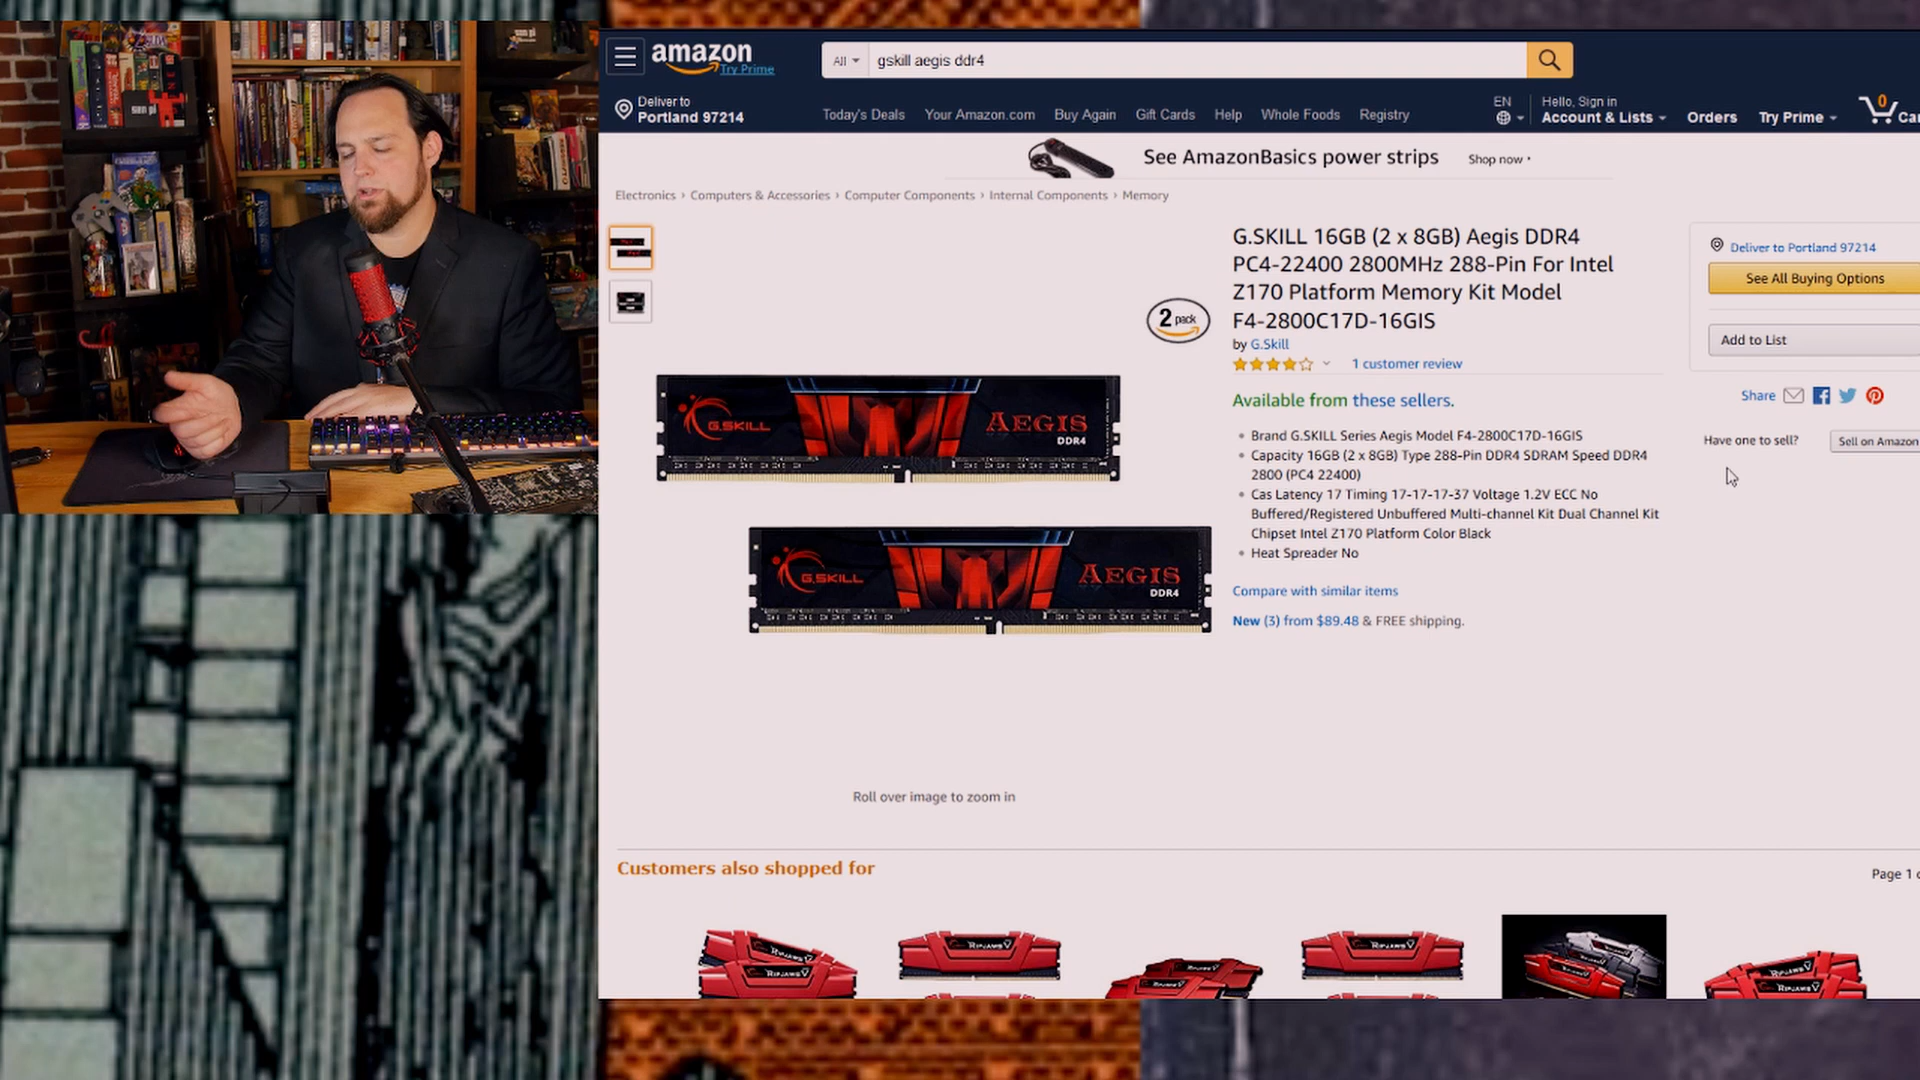 amazon
Try Prime
All
gskill aegis ddr4
Deliver to
Portland 97214
Today's Deals
Your Amazon.com
Buy Again
Gift Cards
Help
Whole Foods
Registry
EN
Hello, Sign in
Account & Lists
Orders
Try Prime
0
See AmazonBasics power strips
Shop now ›
Electronics › Computers & Accessories › Computer Components › Internal Components › Memory
2 pack
G.SKILL 16GB (2 x 8GB) Aegis DDR4
PC4-22400 2800MHz 288-Pin For Intel
Z170 Platform Memory Kit Model
F4-2800C17D-16GIS
by G.Skill
1 customer review
Available from these sellers.
• Brand G.SKILL Series Aegis Model F4-2800C17D-16GIS
• Capacity 16GB (2 x 8GB) Type 288-Pin DDR4 SDRAM Speed DDR4
2800 (PC4 22400)
• Cas Latency 17 Timing 17-17-17-37 Voltage 1.2V ECC No
Buffered/Registered Unbuffered Multi-channel Kit Dual Channel Kit
Chipset Intel Z170 Platform Color Black
• Heat Spreader No
Compare with similar items
New (3) from $89.48 & FREE shipping.
Deliver to Portland 97214
See All Buying Options
Add to List
Share
Have one to sell?
Sell on Amazon
G.SKILL
AEGIS
DDR4
G.SKILL
AEGIS
DDR4
Roll over image to zoom in
Customers also shopped for
Page 1
RIPJAWS V
RIPJAWS V
RIPJAWS V
RIPJAWS V
RIPJAWS V
RIPJAWS V